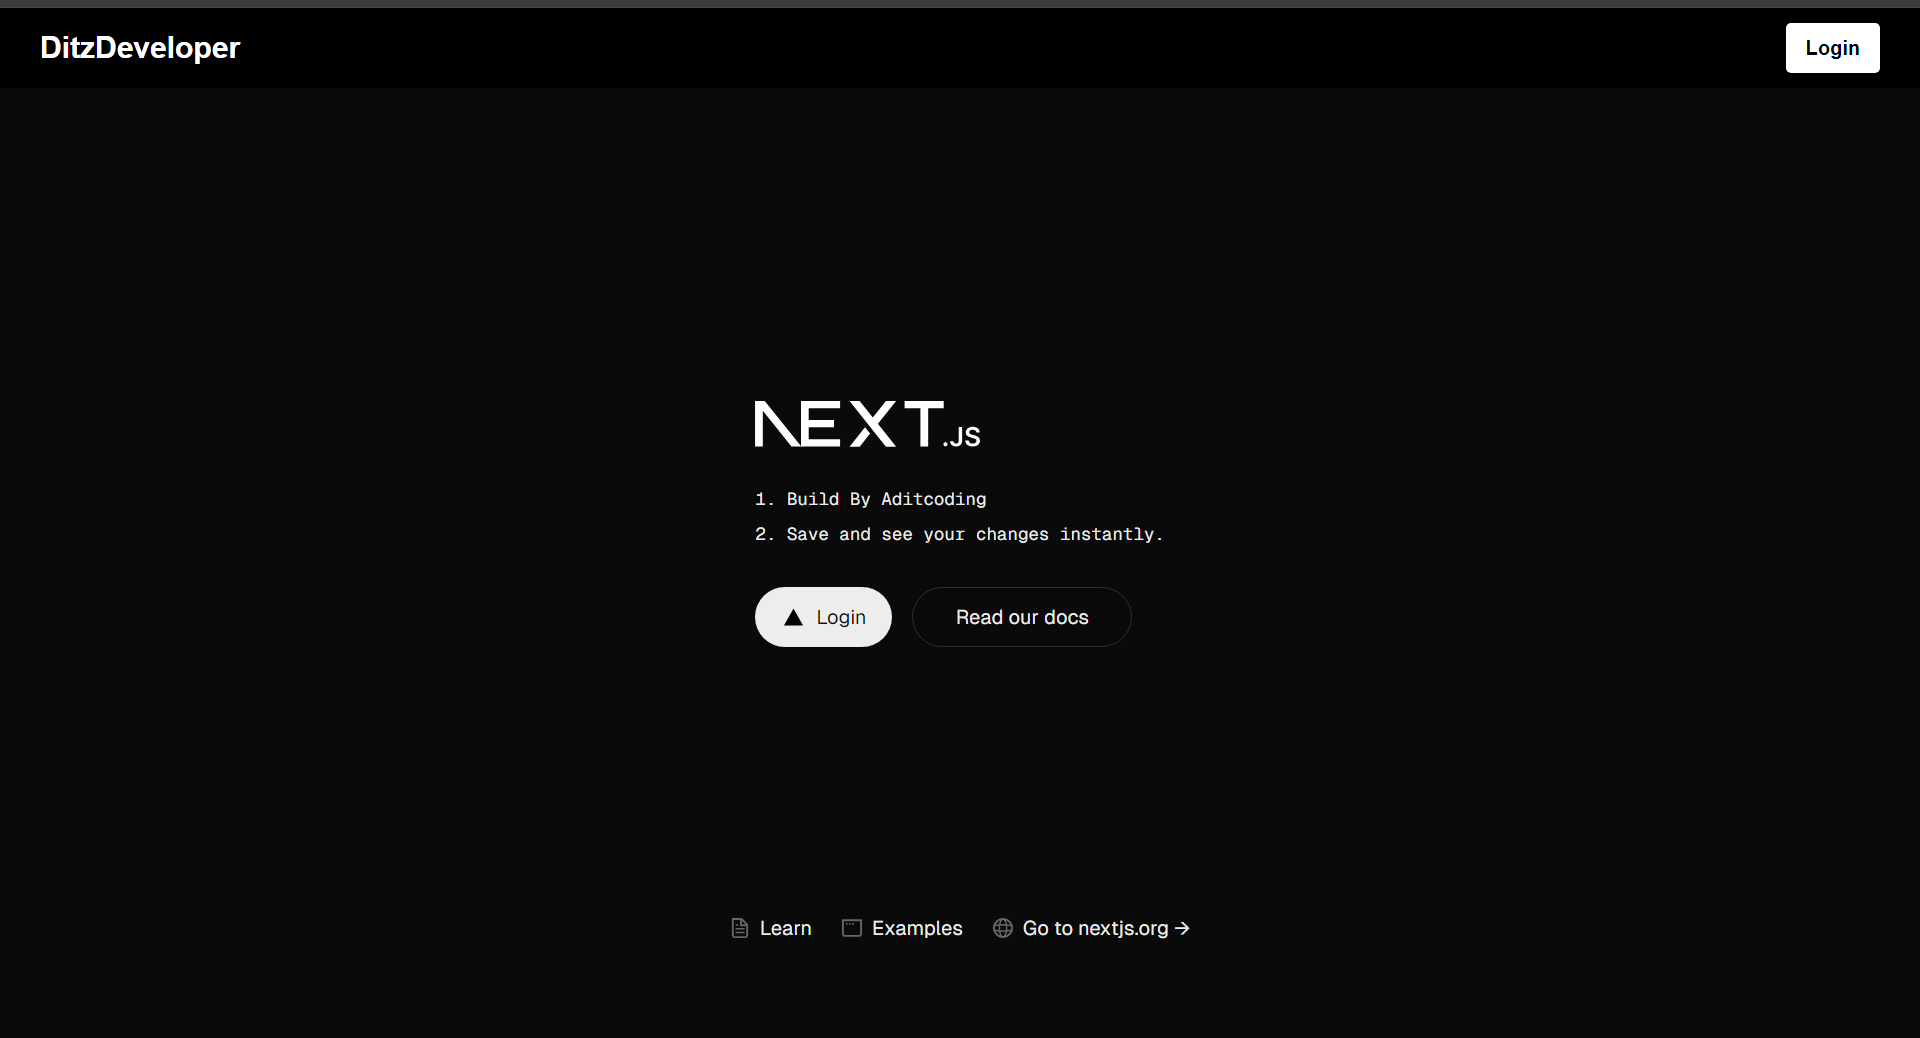 DitzDeveloper
Login
NEXT.JS
1. Build By Aditcoding
2. Save and see your changes instantly.
Login
Read our docs
Learn
Examples
Go to nextjs.org →